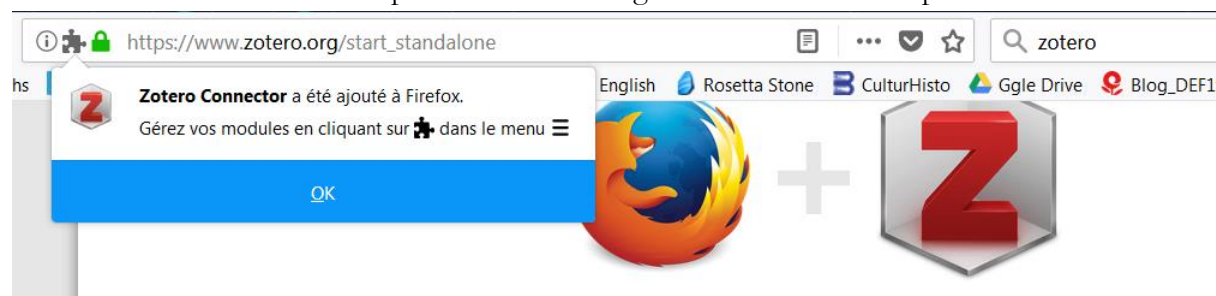 https://www.zotero.org/start_standalone
zotero
hs
English
Rosetta Stone
CulturHisto
Ggle Drive
Blog_DEF1
Zotero Connector a été ajouté à Firefox.
Gérez vos modules en cliquant sur dans le menu
OK